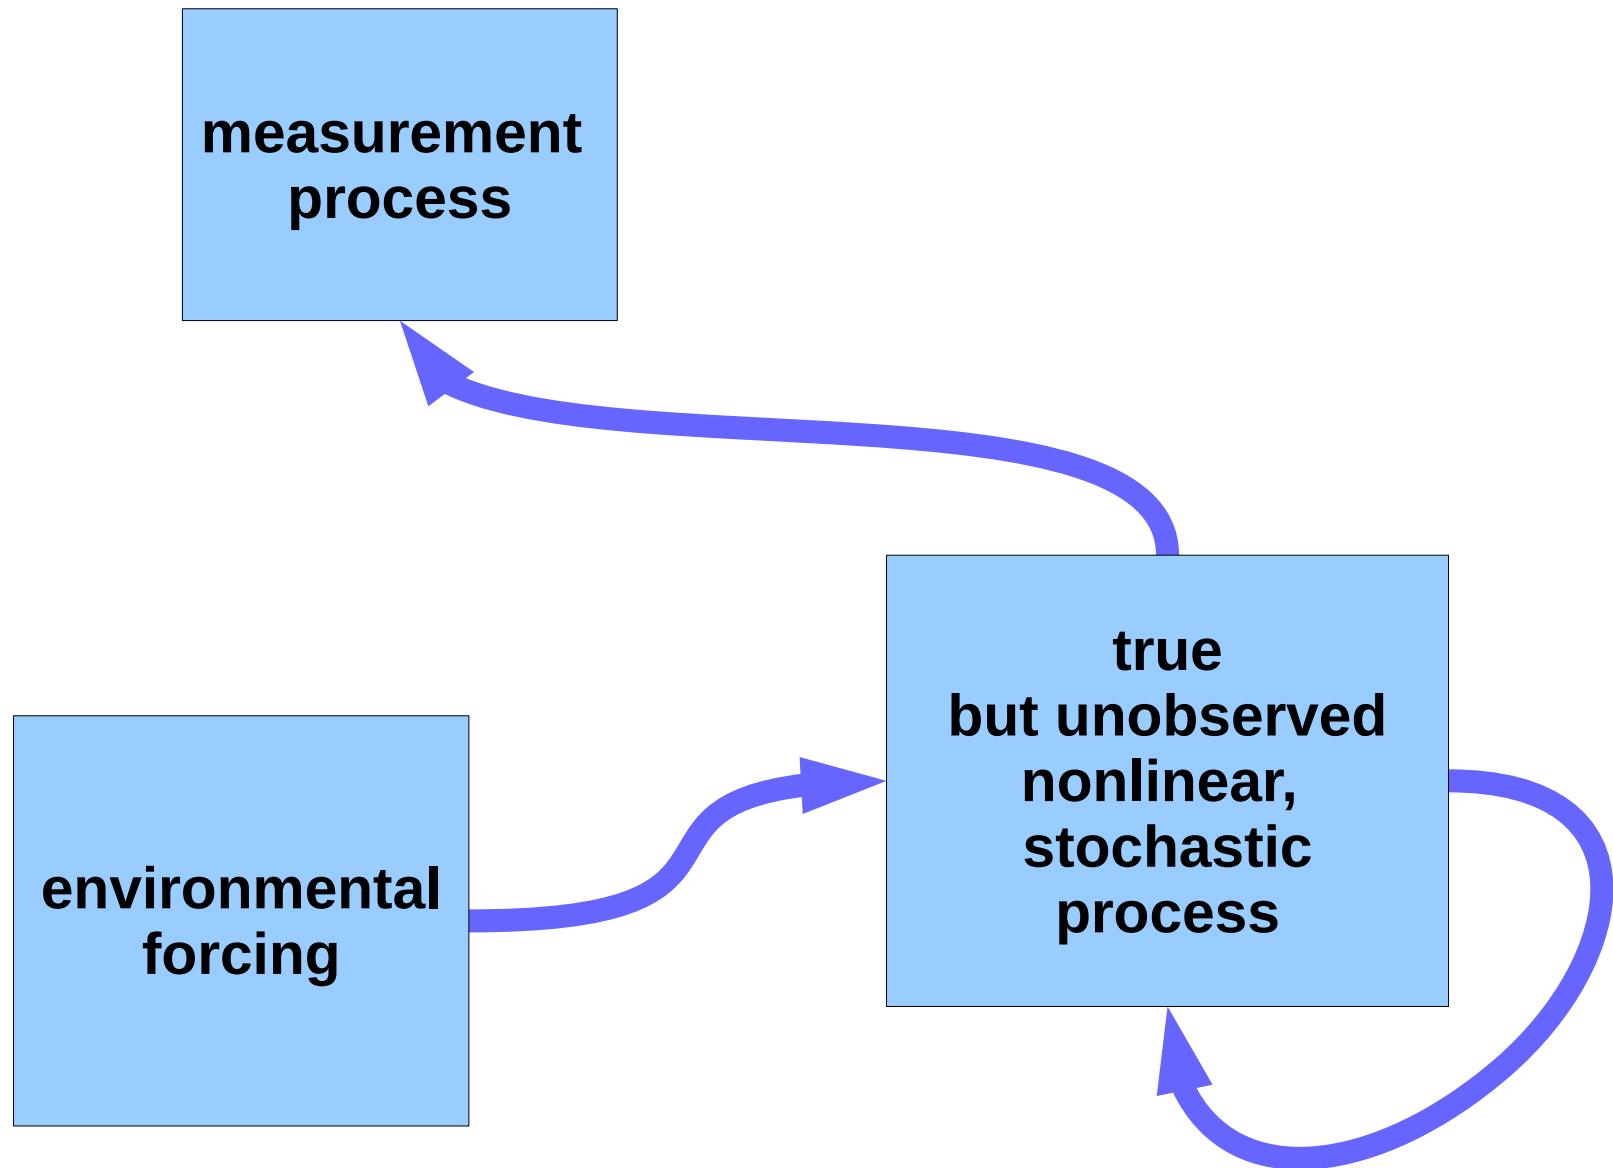 measurement
process
true
but unobserved
nonlinear,
stochastic
process
environmental
forcing